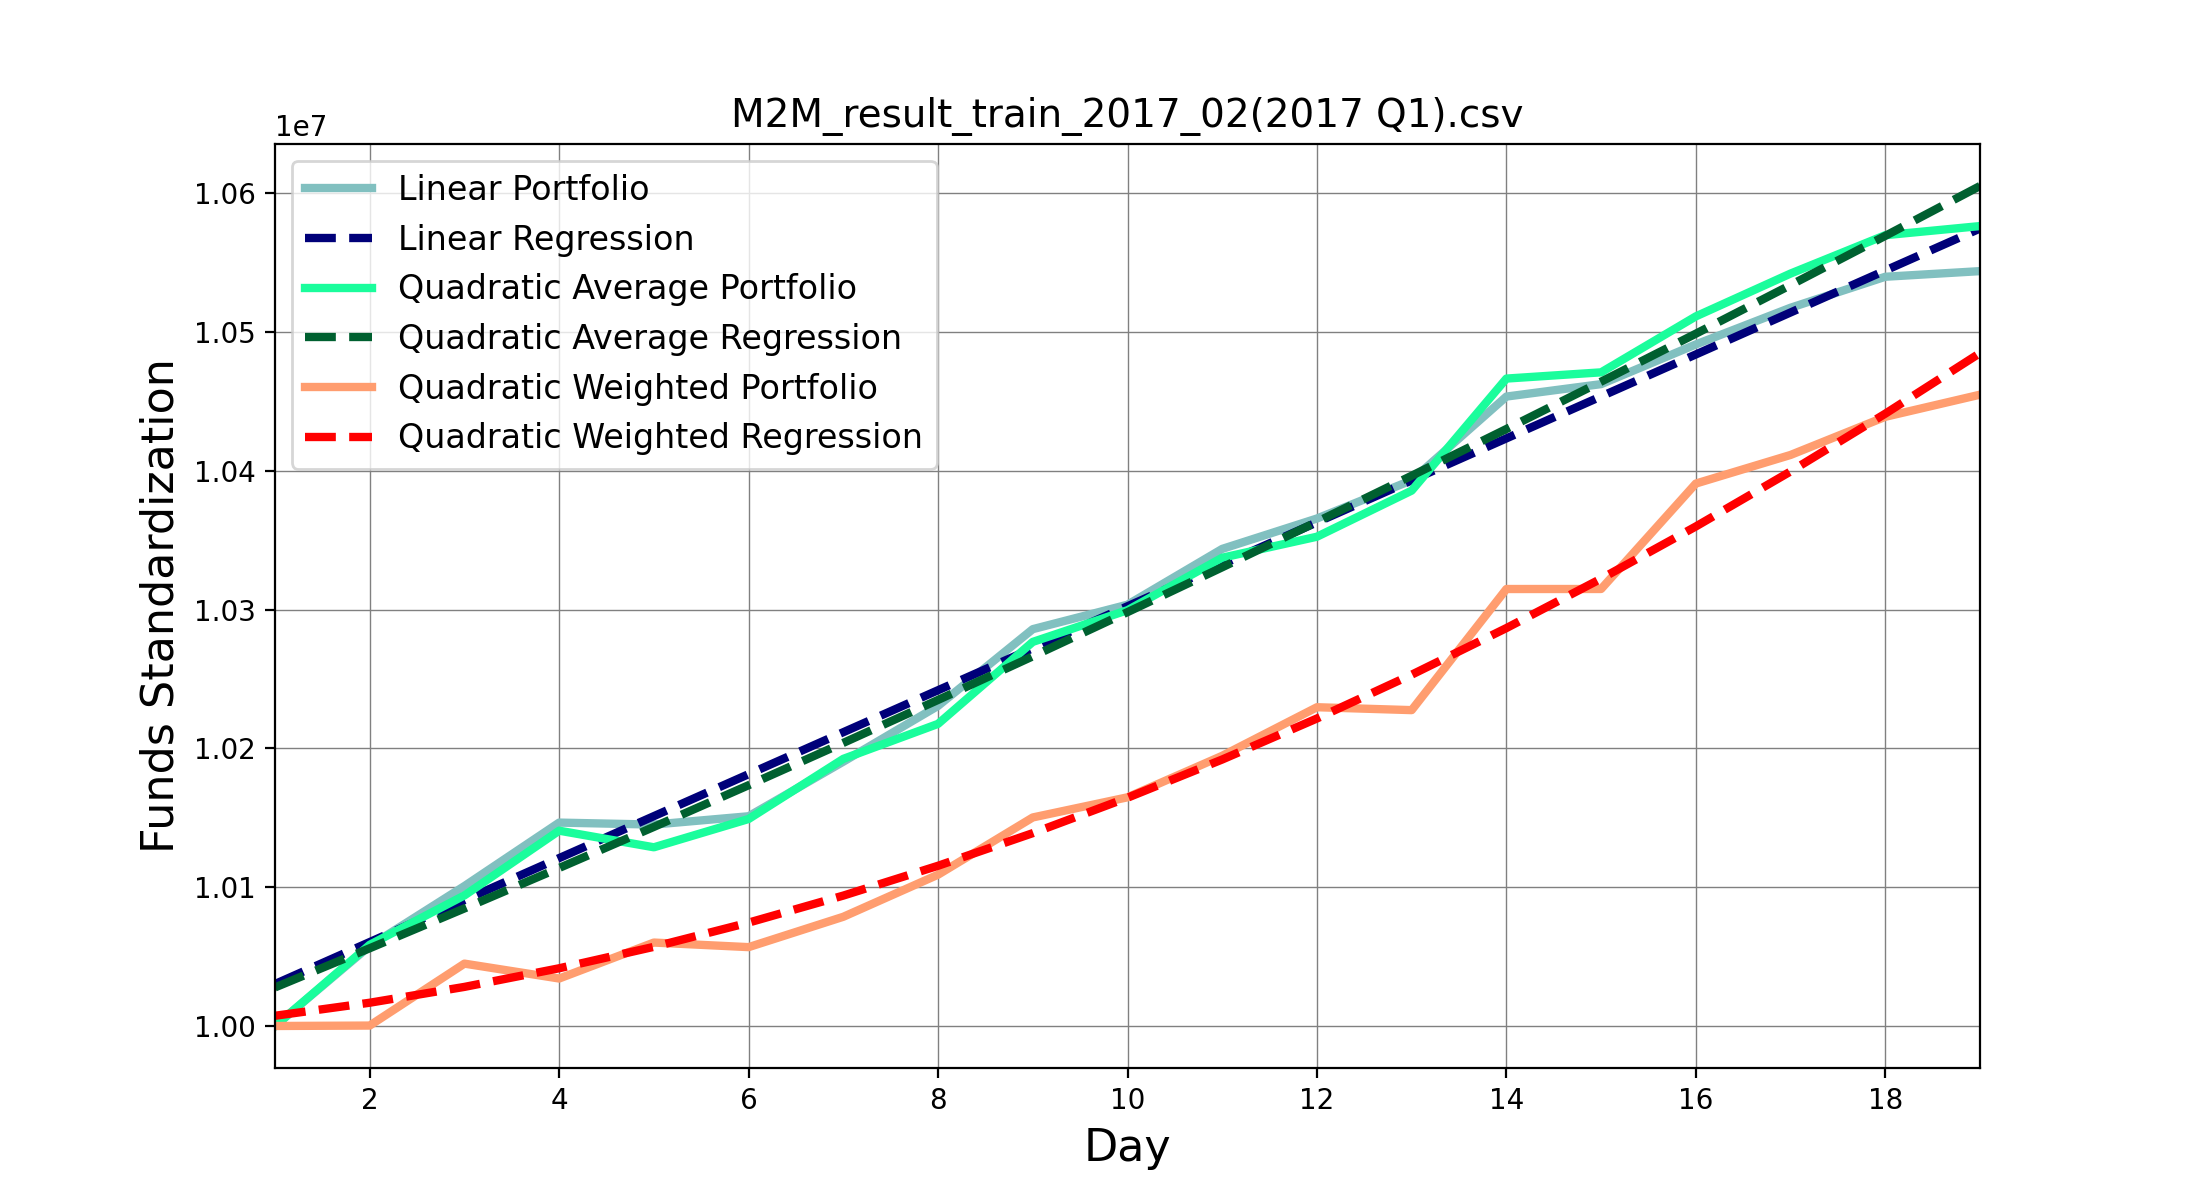 M2M_result_train_2017_02(2017 Q1).csv
1e7
Linear Portfolio
Linear Regression
Quadratic Average Portfolio
Quadratic Average Regression
Quadratic Weighted Portfolio
Quadratic Weighted Regression
Funds Standardization
1.06
1.05
1.04
1.03
1.02
1.01
1.00
2 4 6 8 10 12 14 16 18
Day